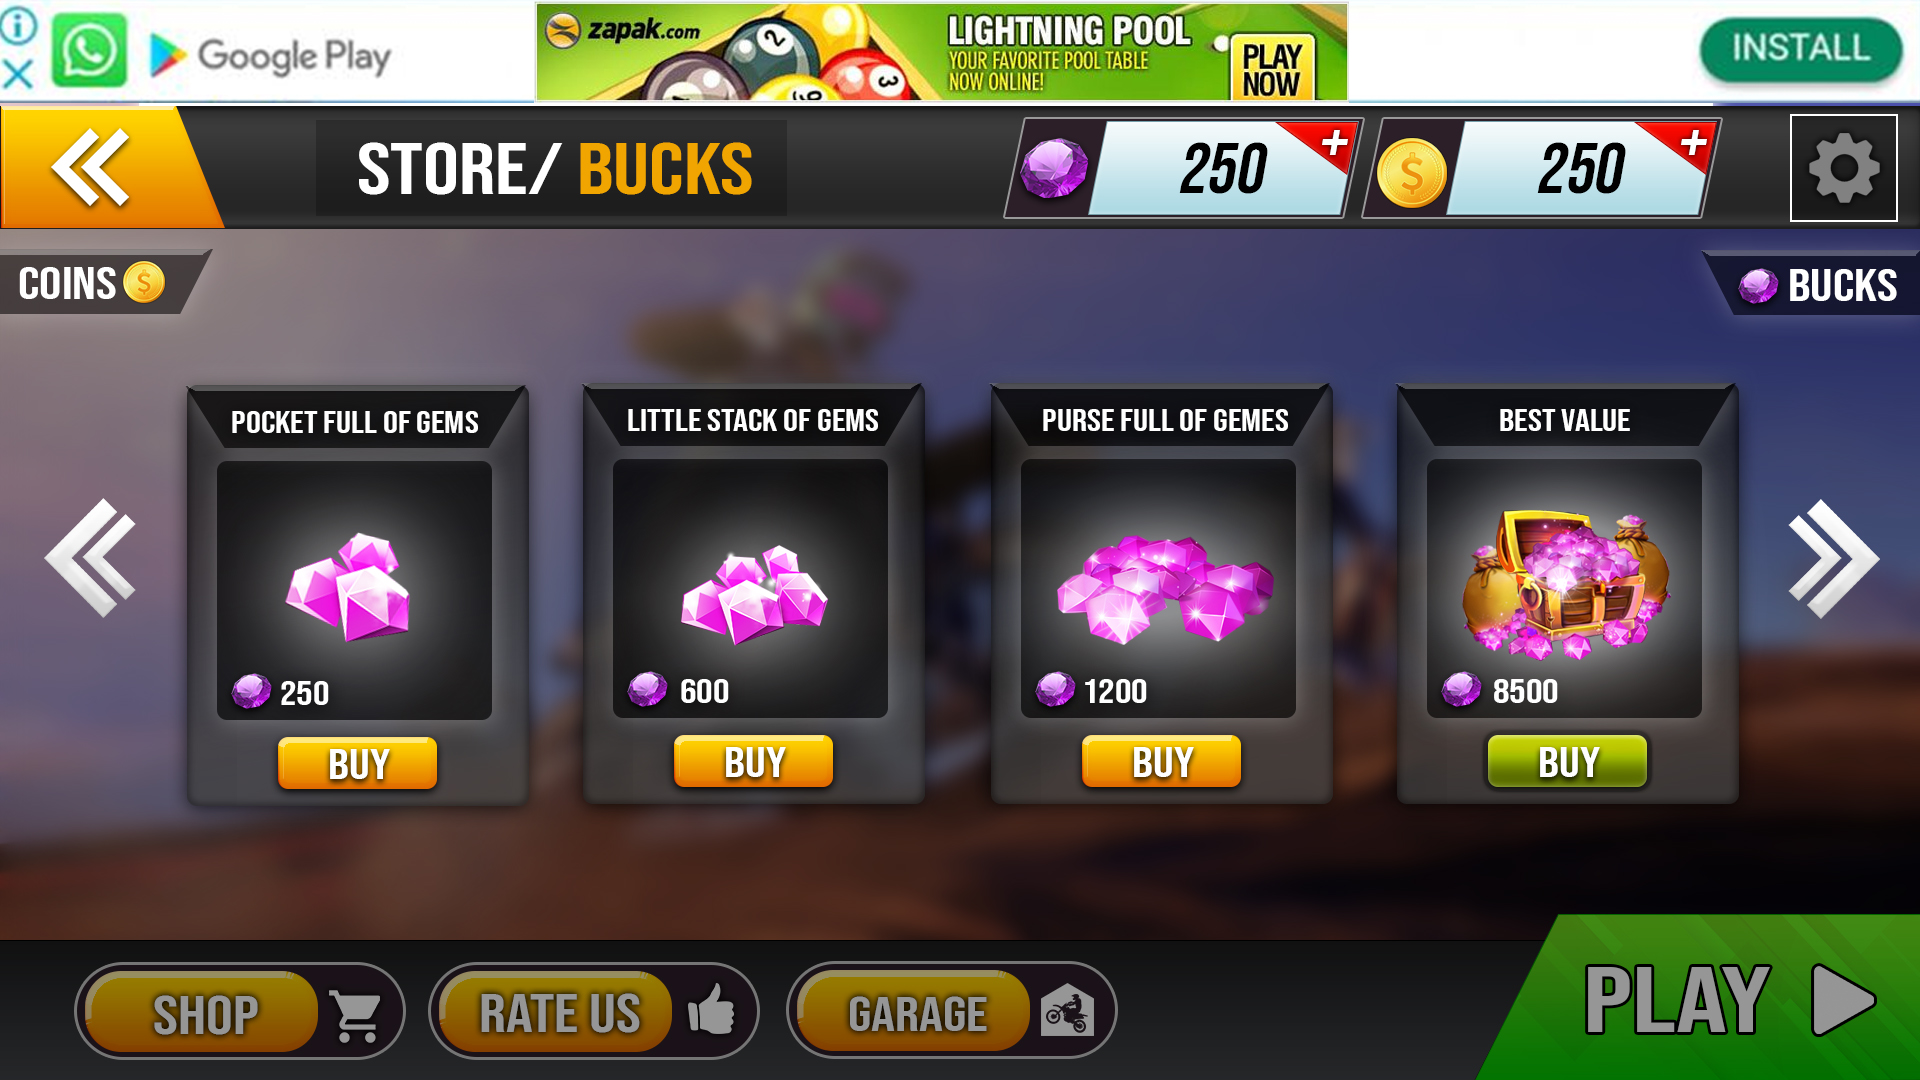 Google Play
zapak.com
LIGHTNING POOL
YOUR FAVORITE POOL TABLE
NOW ONLINE!
PLAY
NOW
INSTALL
STORE/ BUCKS
250
250
COINS
BUCKS
POCKET FULL OF GEMS
250
BUY
LITTLE STACK OF GEMS
600
BUY
PURSE FULL OF GEMES
1200
BUY
BEST VALUE
8500
BUY
SHOP
RATE US
GARAGE
PLAY